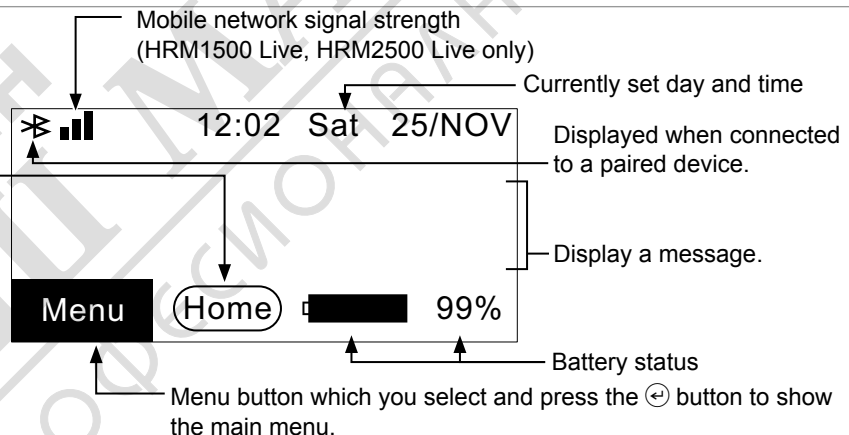 Mobile network signal strength
(HRM1500 Live, HRM2500 Live only)
Currently set day and time
12:02 Sat 25/NOV
Displayed when connected
to a paired device.
Display a message.
Menu Home 99%
Battery status
Menu button which you select and press the button to show
the main menu.